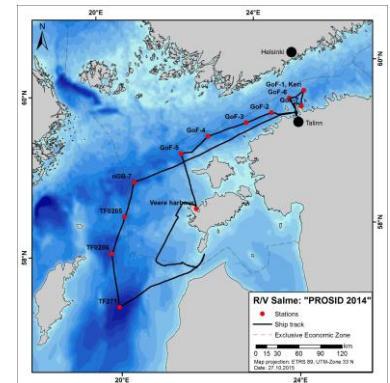 20°E 24°E
N
Helsinki
60°N
60°N
GoF-1, Keri
GoF-6
GoF-2
GoF-3
Tallinn
GoF-4
GoF-5
nGB-7
Veere harbour
TF0285
58°N
TF0286
58°N
TF271
R/V Salme: "PROSID 2014"
Stations
Ship track
Exclusive Economic Zone
0 15 30 60 90 120 km
Map projection: ETRS 89, UTM-Zone 33 N
Date: 27.10.2015
20°E 24°E